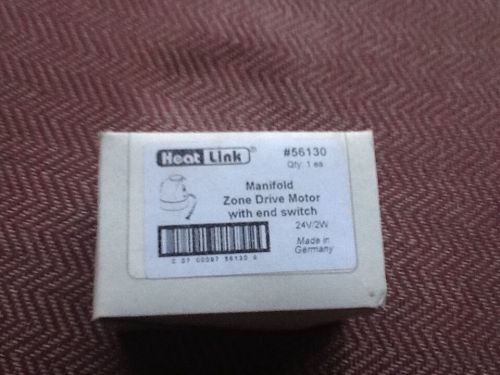 Heat Link®
#56130
Qty. 1 ea.
Manifold
Zone Drive Motor
with end switch
24V/2W
Made in
Germany